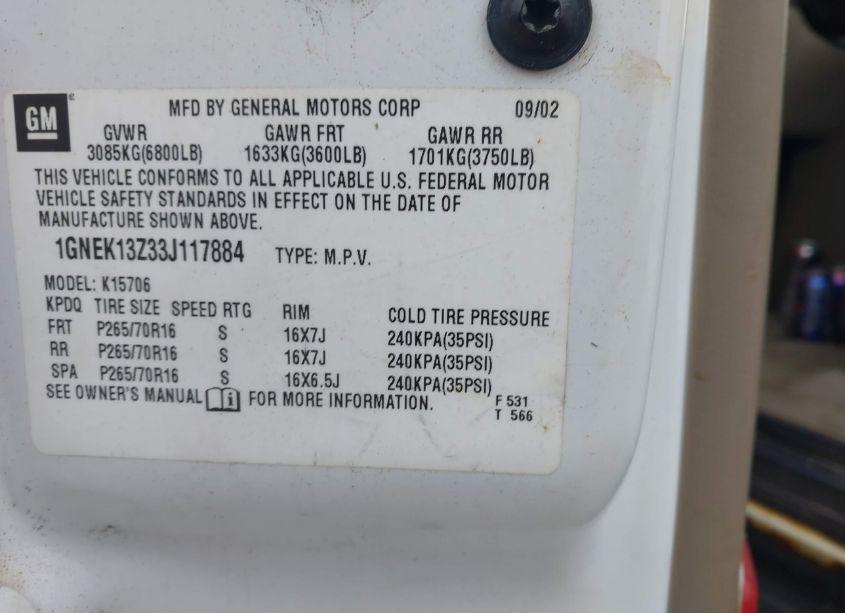 GM
MFD BY GENERAL MOTORS CORP 09/02
GVWR GAWR FRT GAWR RR
3085KG(6800LB) 1633KG(3600LB) 1701KG(3750LB)
THIS VEHICLE CONFORMS TO ALL APPLICABLE U.S. FEDERAL MOTOR
VEHICLE SAFETY STANDARDS IN EFFECT ON THE DATE OF
MANUFACTURE SHOWN ABOVE.
1GNEK13Z33J117884 TYPE: M.P.V.
MODEL: K15706
KPDQ TIRE SIZE SPEED RTG RIM COLD TIRE PRESSURE
FRT P265/70R16 S 16X7J 240KPA(35PSI)
RR P265/70R16 S 16X7J 240KPA(35PSI)
SPA P265/70R16 S 16X6.5J 240KPA(35PSI)
SEE OWNER'S MANUAL FOR MORE INFORMATION. F 531
T 566